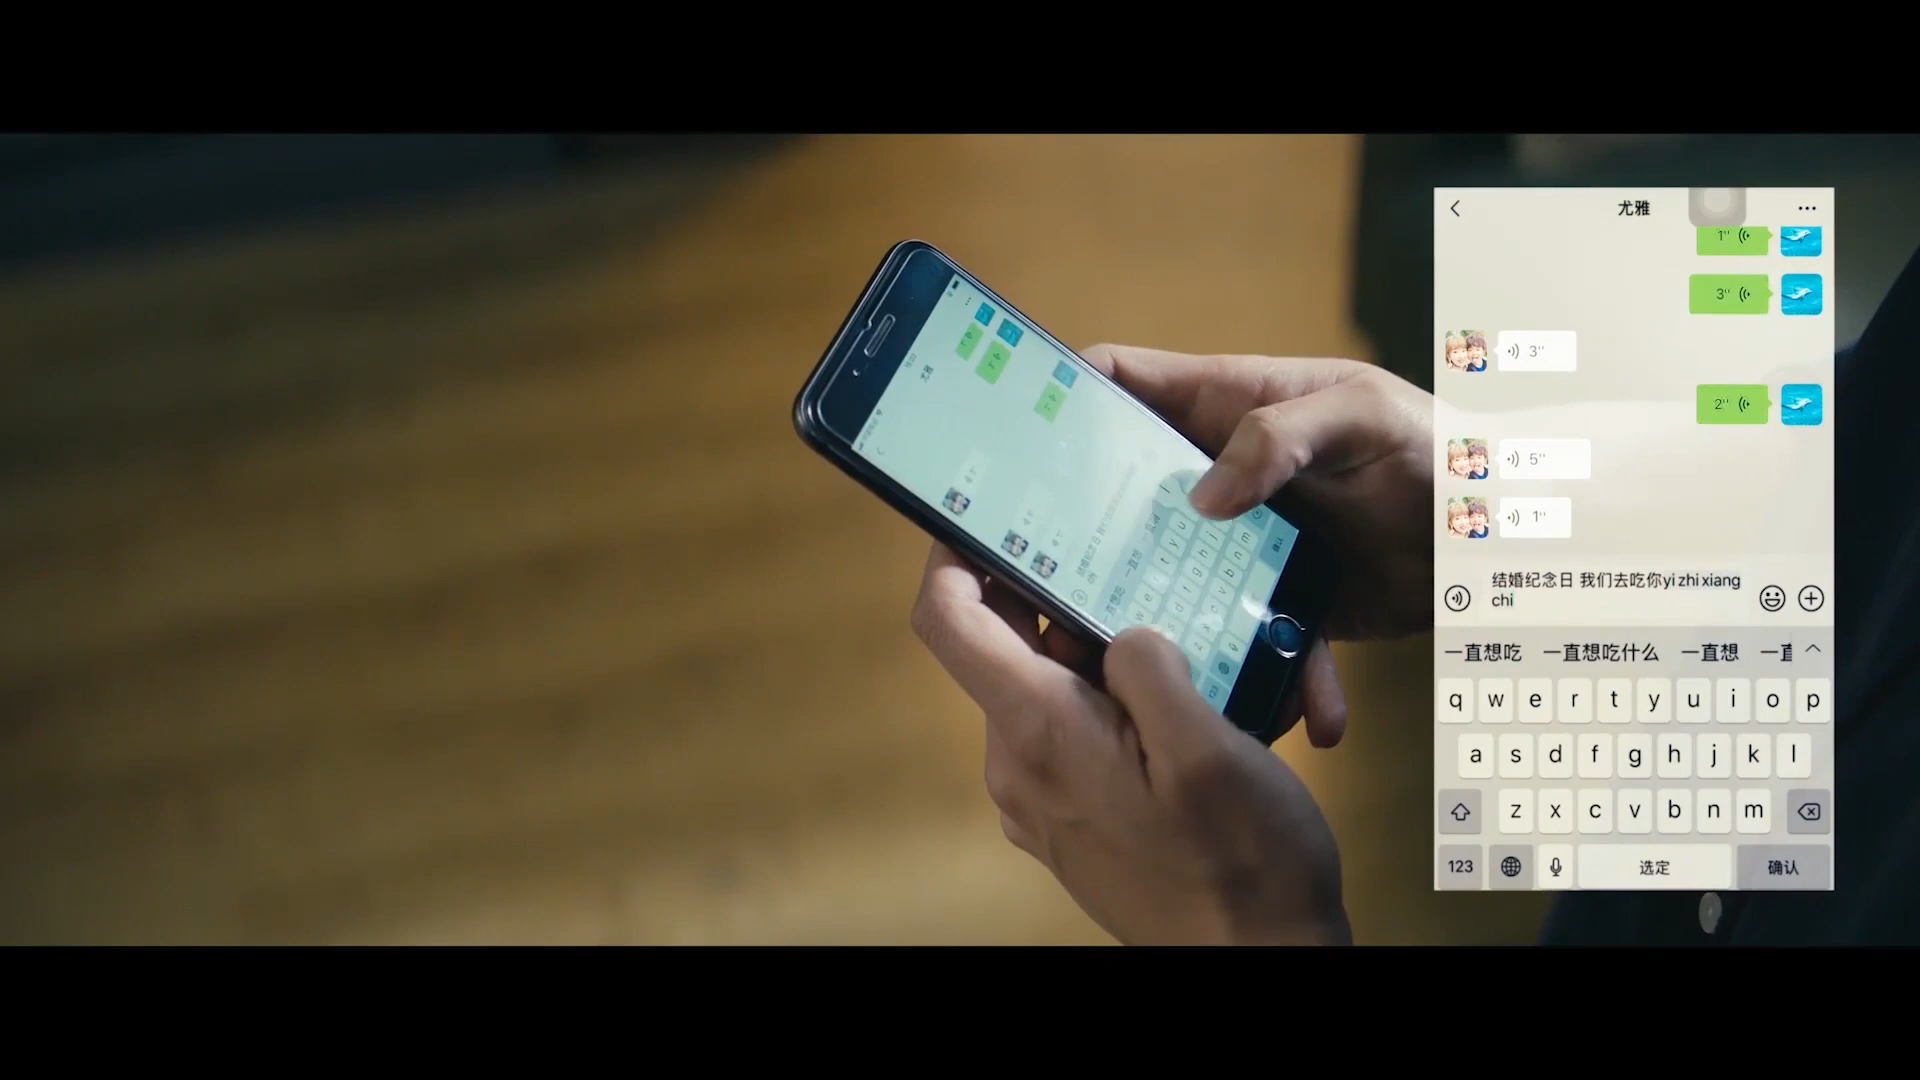 尤雅
1''
3''
3''
2''
5''
1''
结婚纪念日 我们去吃你yi zhi xiang
chi
一直想吃 一直想吃什么 一直想 一直
q w e r t y u i o p
a s d f g h j k l
z x c v b n m
123 选定 确认